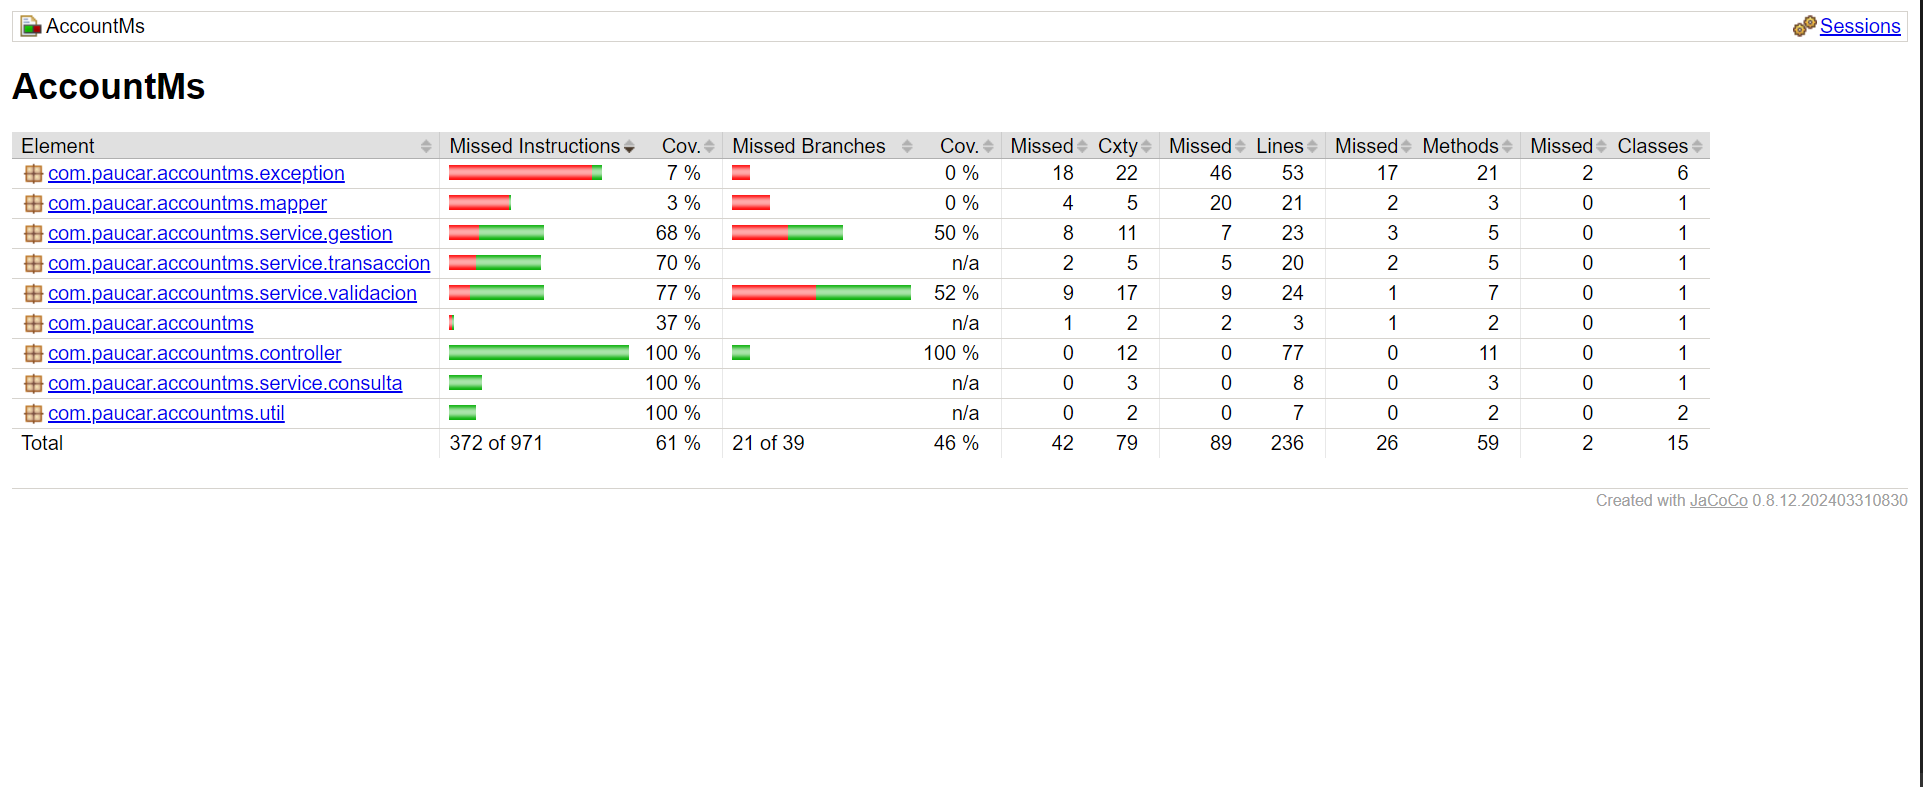 AccountMs Sessions
AccountMs
Element Missed Instructions Cov. Missed Branches Cov. Missed Cxty Missed Lines Missed Methods Missed Classes
com.paucar.accountms.exception 7 % 0 % 18 22 46 53 17 21 2 6
com.paucar.accountms.mapper 3 % 0 % 4 5 20 21 2 3 0 1
com.paucar.accountms.service.gestion 68 % 50 % 8 11 7 23 3 5 0 1
com.paucar.accountms.service.transaccion 70 % n/a 2 5 5 20 2 5 0 1
com.paucar.accountms.service.validacion 77 % 52 % 9 17 9 24 1 7 0 1
com.paucar.accountms 37 % n/a 1 2 2 3 1 2 0 1
com.paucar.accountms.controller 100 % 100 % 0 12 0 77 0 11 0 1
com.paucar.accountms.service.consulta 100 % n/a 0 3 0 8 0 3 0 1
com.paucar.accountms.util 100 % n/a 0 2 0 7 0 2 0 2
Total 372 of 971 61 % 21 of 39 46 % 42 79 89 236 26 59 2 15
Created with JaCoCo 0.8.12.202403310830